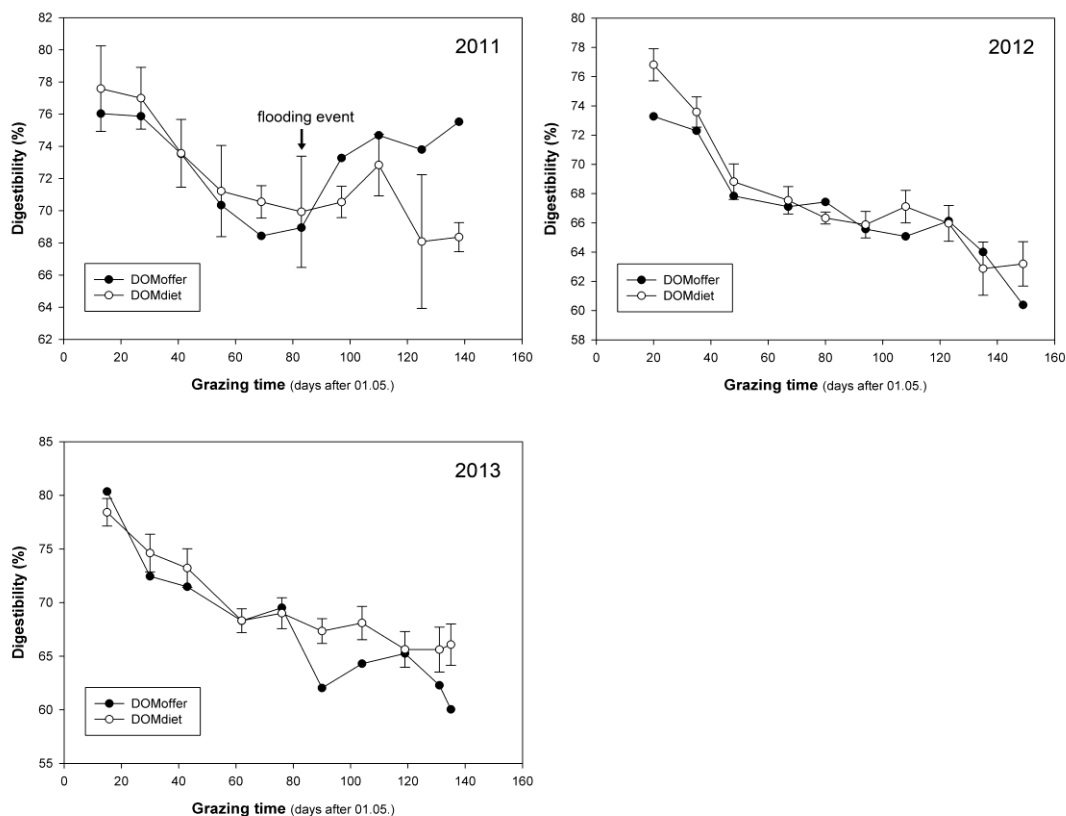 2011
82
80
78
76
74
72
70
68
66
64
62
Digestibility (%)
flooding event
DOMoffer
DOMdiet
0 20 40 60 80 100 120 140 160
Grazing time (days after 01.05.)
2012
78
76
74
72
70
68
66
64
62
60
58
Digestibility (%)
DOMoffer
DOMdiet
0 20 40 60 80 100 120 140 160
Grazing time (days after 01.05.)
2013
85
80
75
70
65
60
55
Digestibility (%)
DOMoffer
DOMdiet
0 20 40 60 80 100 120 140 160
Grazing time (days after 01.05.)